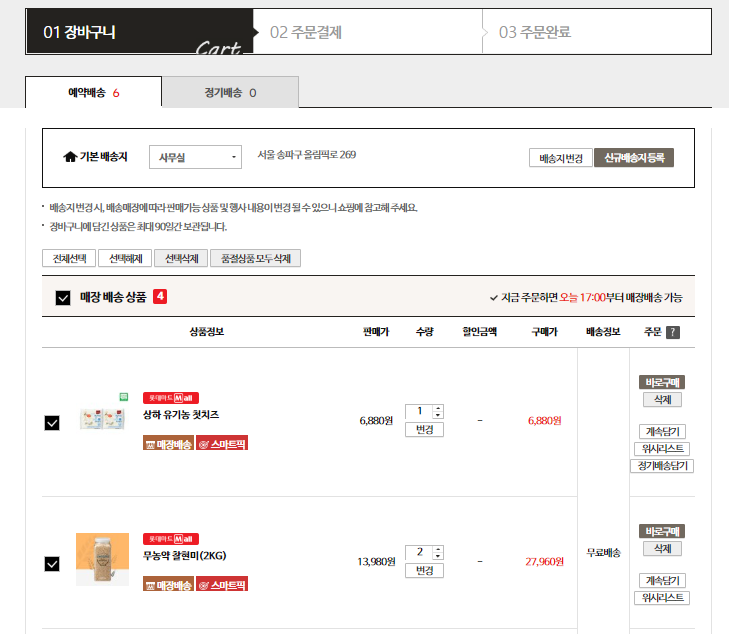 01 장바구니
Cart
02 주문결제
03 주문완료
예약배송 6
정기배송 0
기본 배송지
사무실
서울 송파구 올림픽로 269
배송지 변경
신규배송지 등록
· 배송지 변경 시, 배송매장에 따라 판매가능 상품 및 행사 내용이 변경 될 수 있으니 쇼핑에 참고해 주세요.
· 장바구니에 담긴 상품은 최대 90일간 보관됩니다.
전체선택 선택해제 선택삭제 품절상품 모두 삭제
매장 배송 상품 4
지금 주문하면 오늘 17:00부터 매장배송 가능
상품정보 판매가 수량 할인금액 구매가 배송정보 주문 ?
롯데마트 Mall
상하 유기농 첫치즈
매장배송 스마트픽
6,880원
1
변경
-
6,880원
바로구매
삭제
계속담기
위시리스트
정기배송담기
롯데마트 Mall
무농약 찰현미(2KG)
매장배송 스마트픽
13,980원
2
변경
-
27,960원
무료배송
바로구매
삭제
계속담기
위시리스트